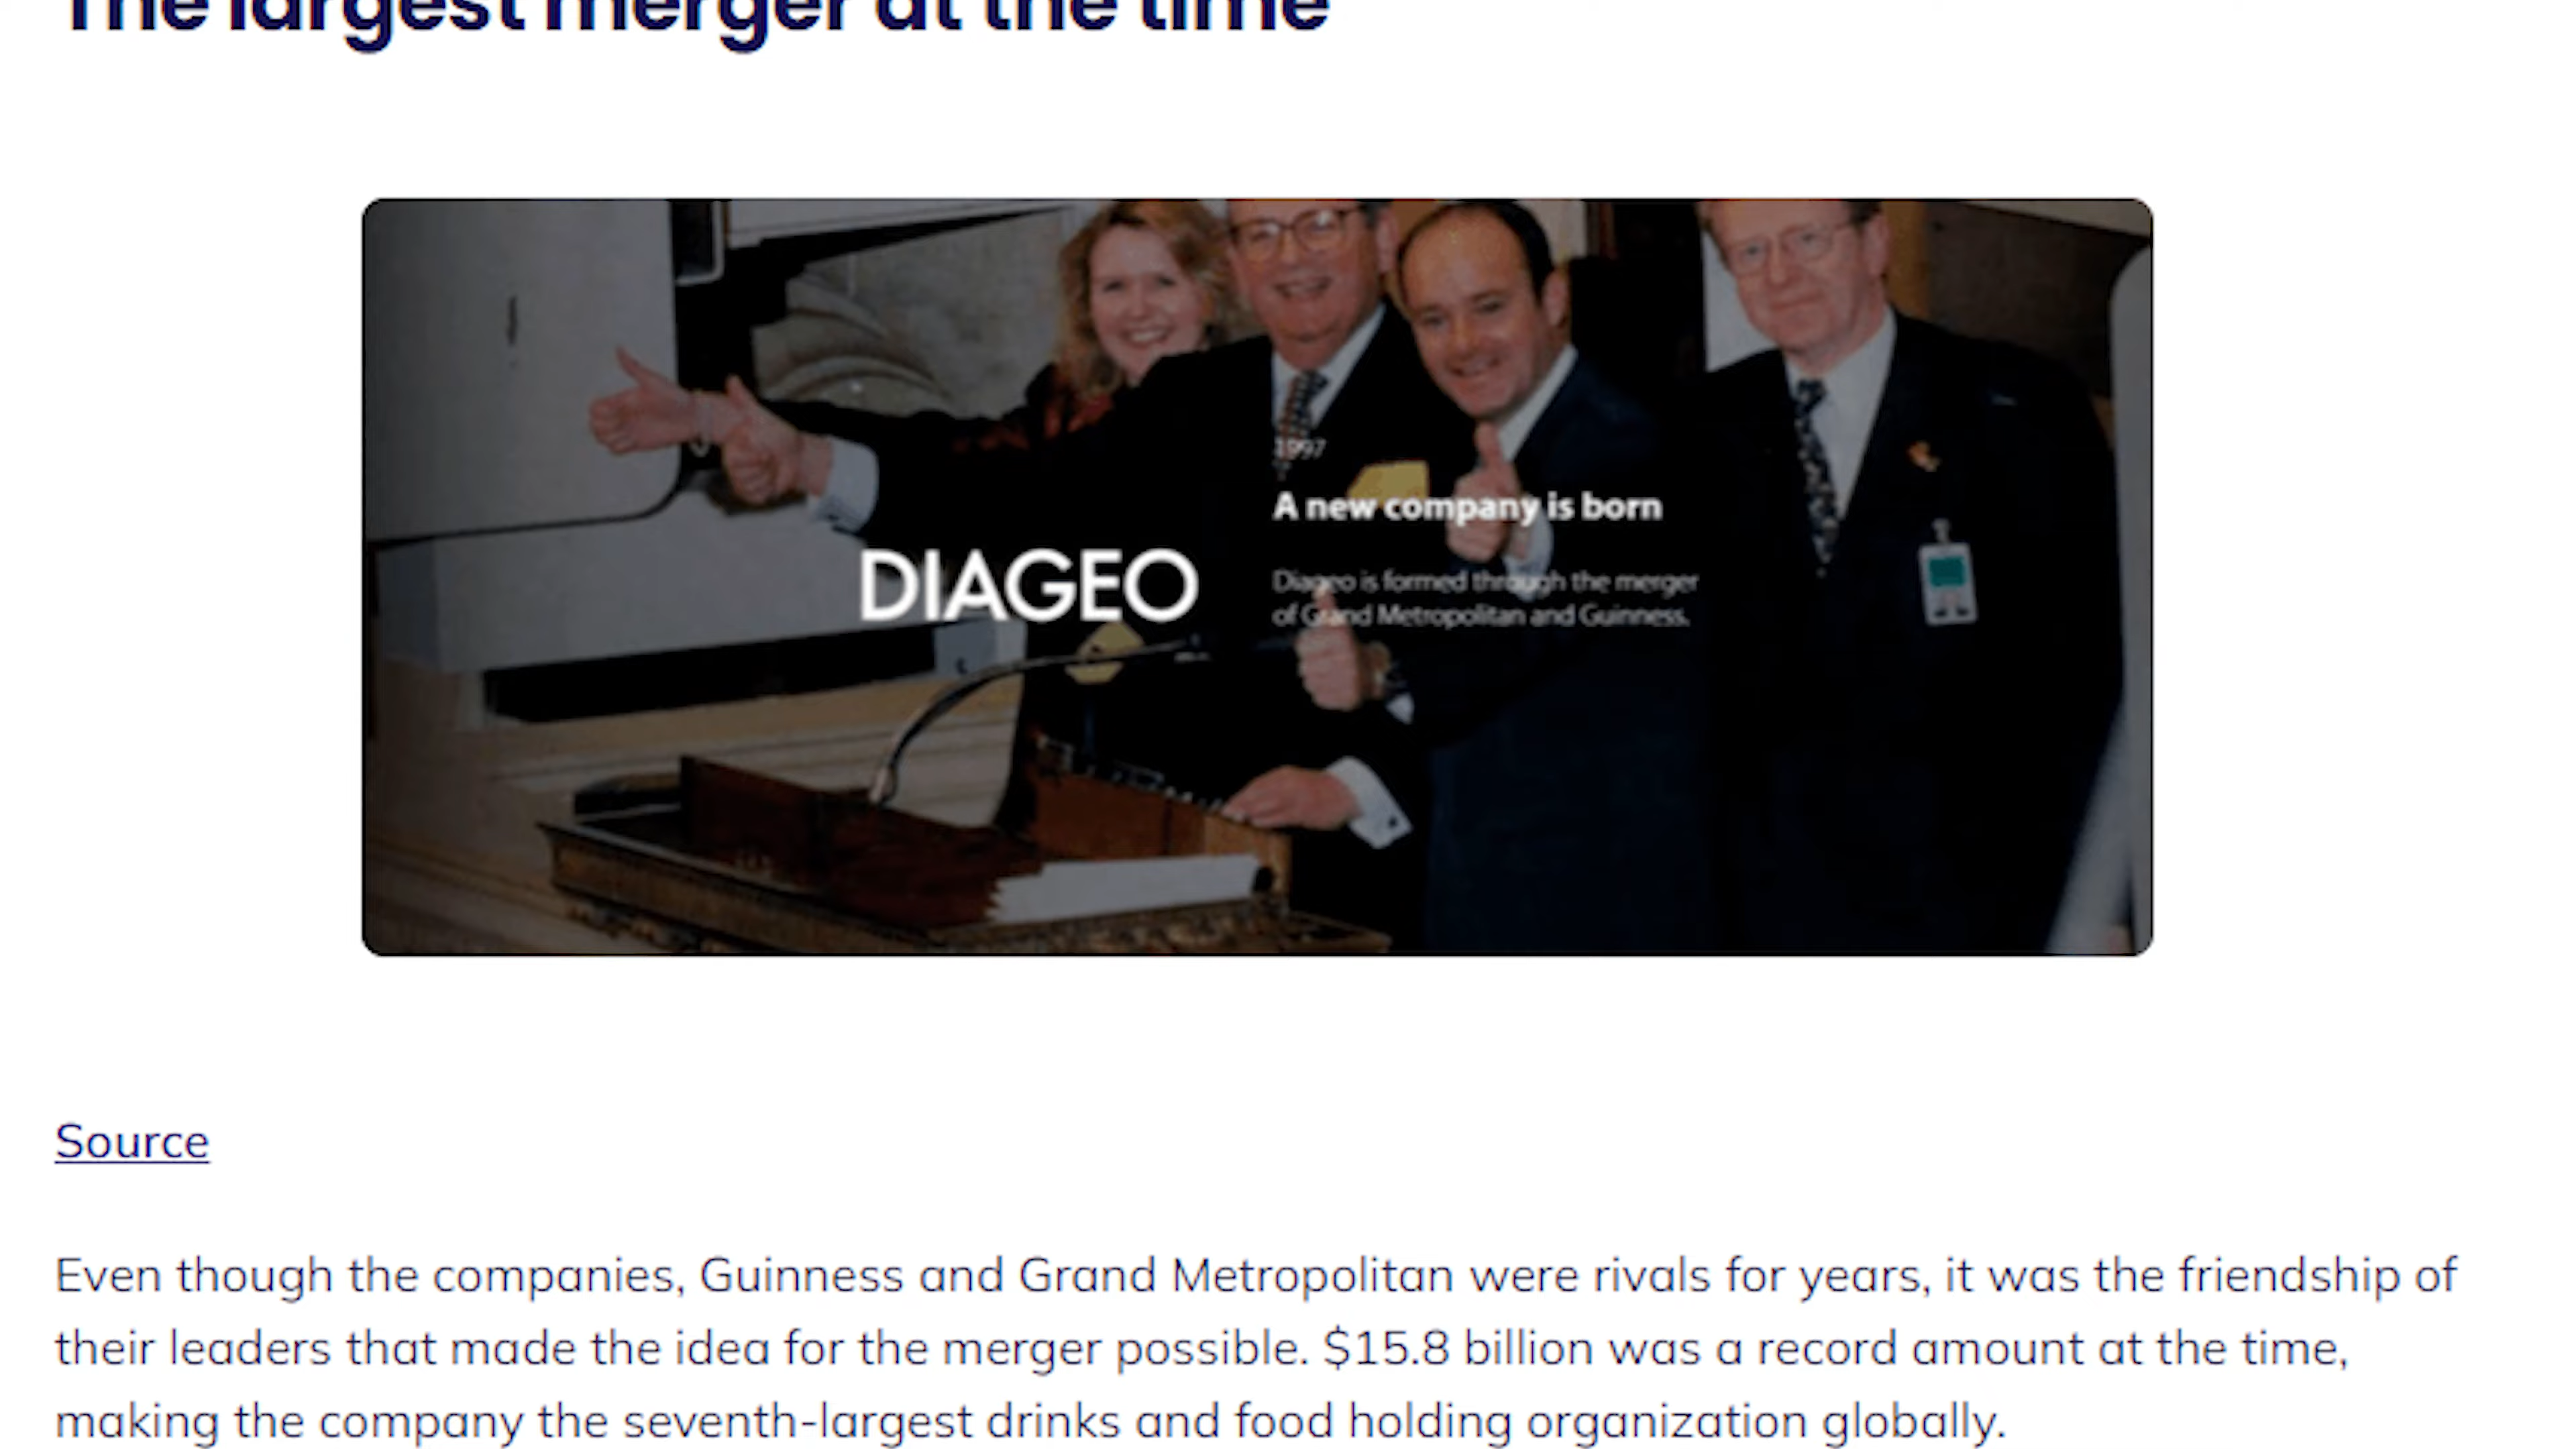 The largest merger at the time
1997
A new company is born
DIAGEO
Diageo is formed through the merger
of Grand Metropolitan and Guinness.
Source
Even though the companies, Guinness and Grand Metropolitan were rivals for years, it was the friendship of
their leaders that made the idea for the merger possible. $15.8 billion was a record amount at the time,
making the company the seventh-largest drinks and food holding organization globally.